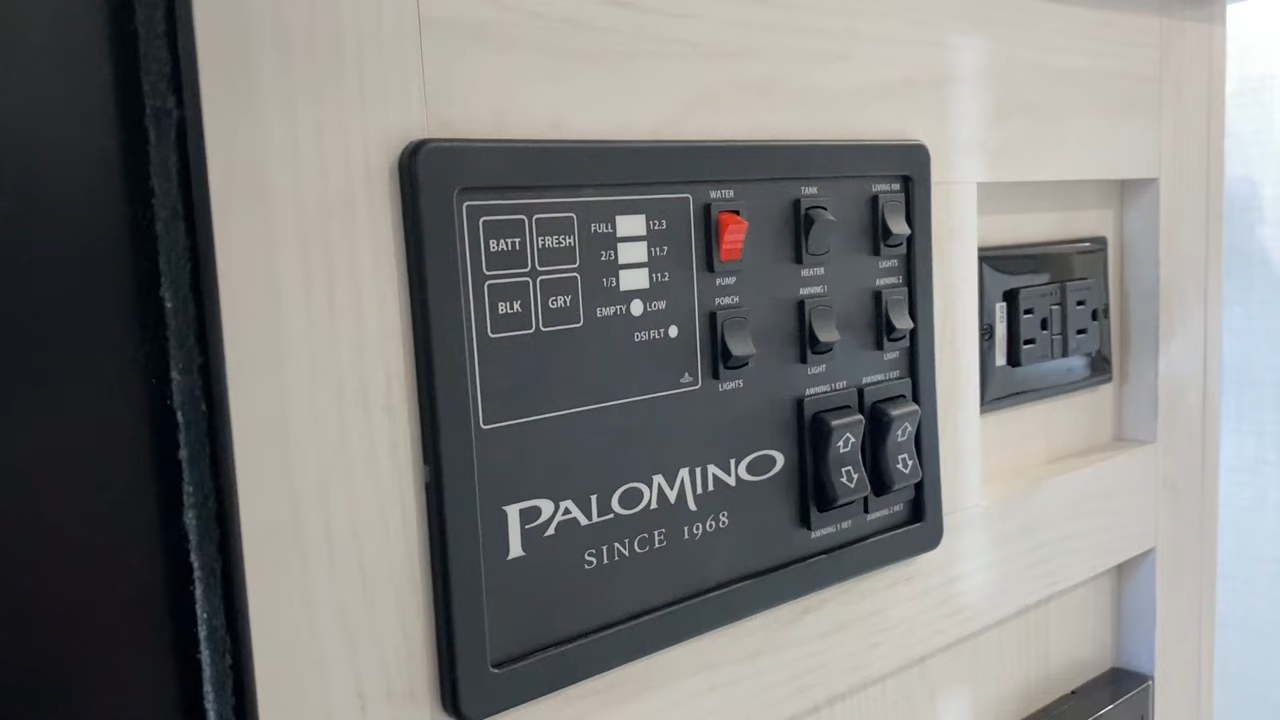 BATT FRESH
BLK GRY
FULL 12.3
2/3 11.7
1/3 11.2
EMPTY LOW
DSI FLT
WATER
PUMP
TANK
HEATER
LIVING RM
LIGHTS
PORCH
LIGHTS
AWNING 1
LIGHT
AWNING 2
LIGHT
AWNING 1 EXT
AWNING 1 RET
AWNING 2 EXT
AWNING 2 RET
PALOMINO
SINCE 1968